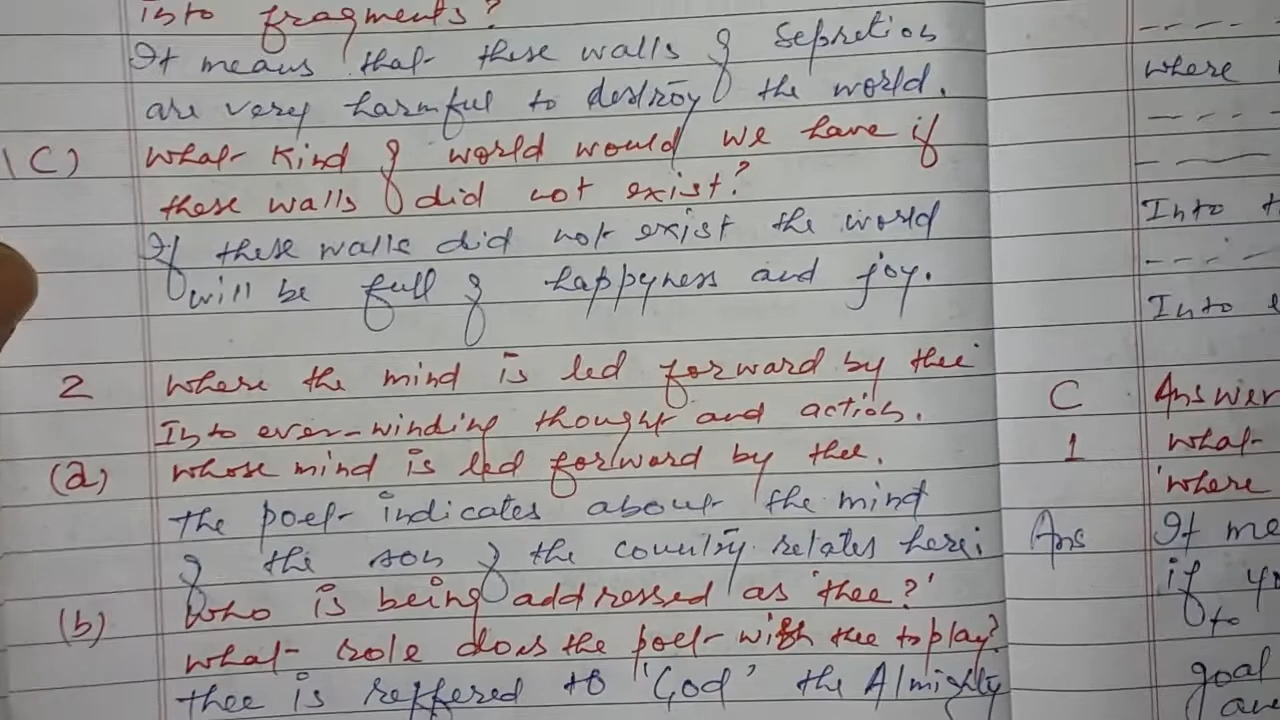 into fragments?
It means that these walls of Sepretion
are very harmful to destroy the world.
(C) what Kind of world would we have if
these walls did not exist?
If these walls did not exist the world
will be full of happyness and joy.
2 where the mind is led forward by thee
Into ever-winding thought and action.
(a) whose mind is led forward by thee.
the poet indicates about the mind
of the son of the country relates here:
(b) who is being addressed as 'thee?'
what role does the poet wish thee to play?
thee is reffered to 'God' the Almighty
where
Into
Into
C Answer
1 what
'where
Ans It me
if
to
goal